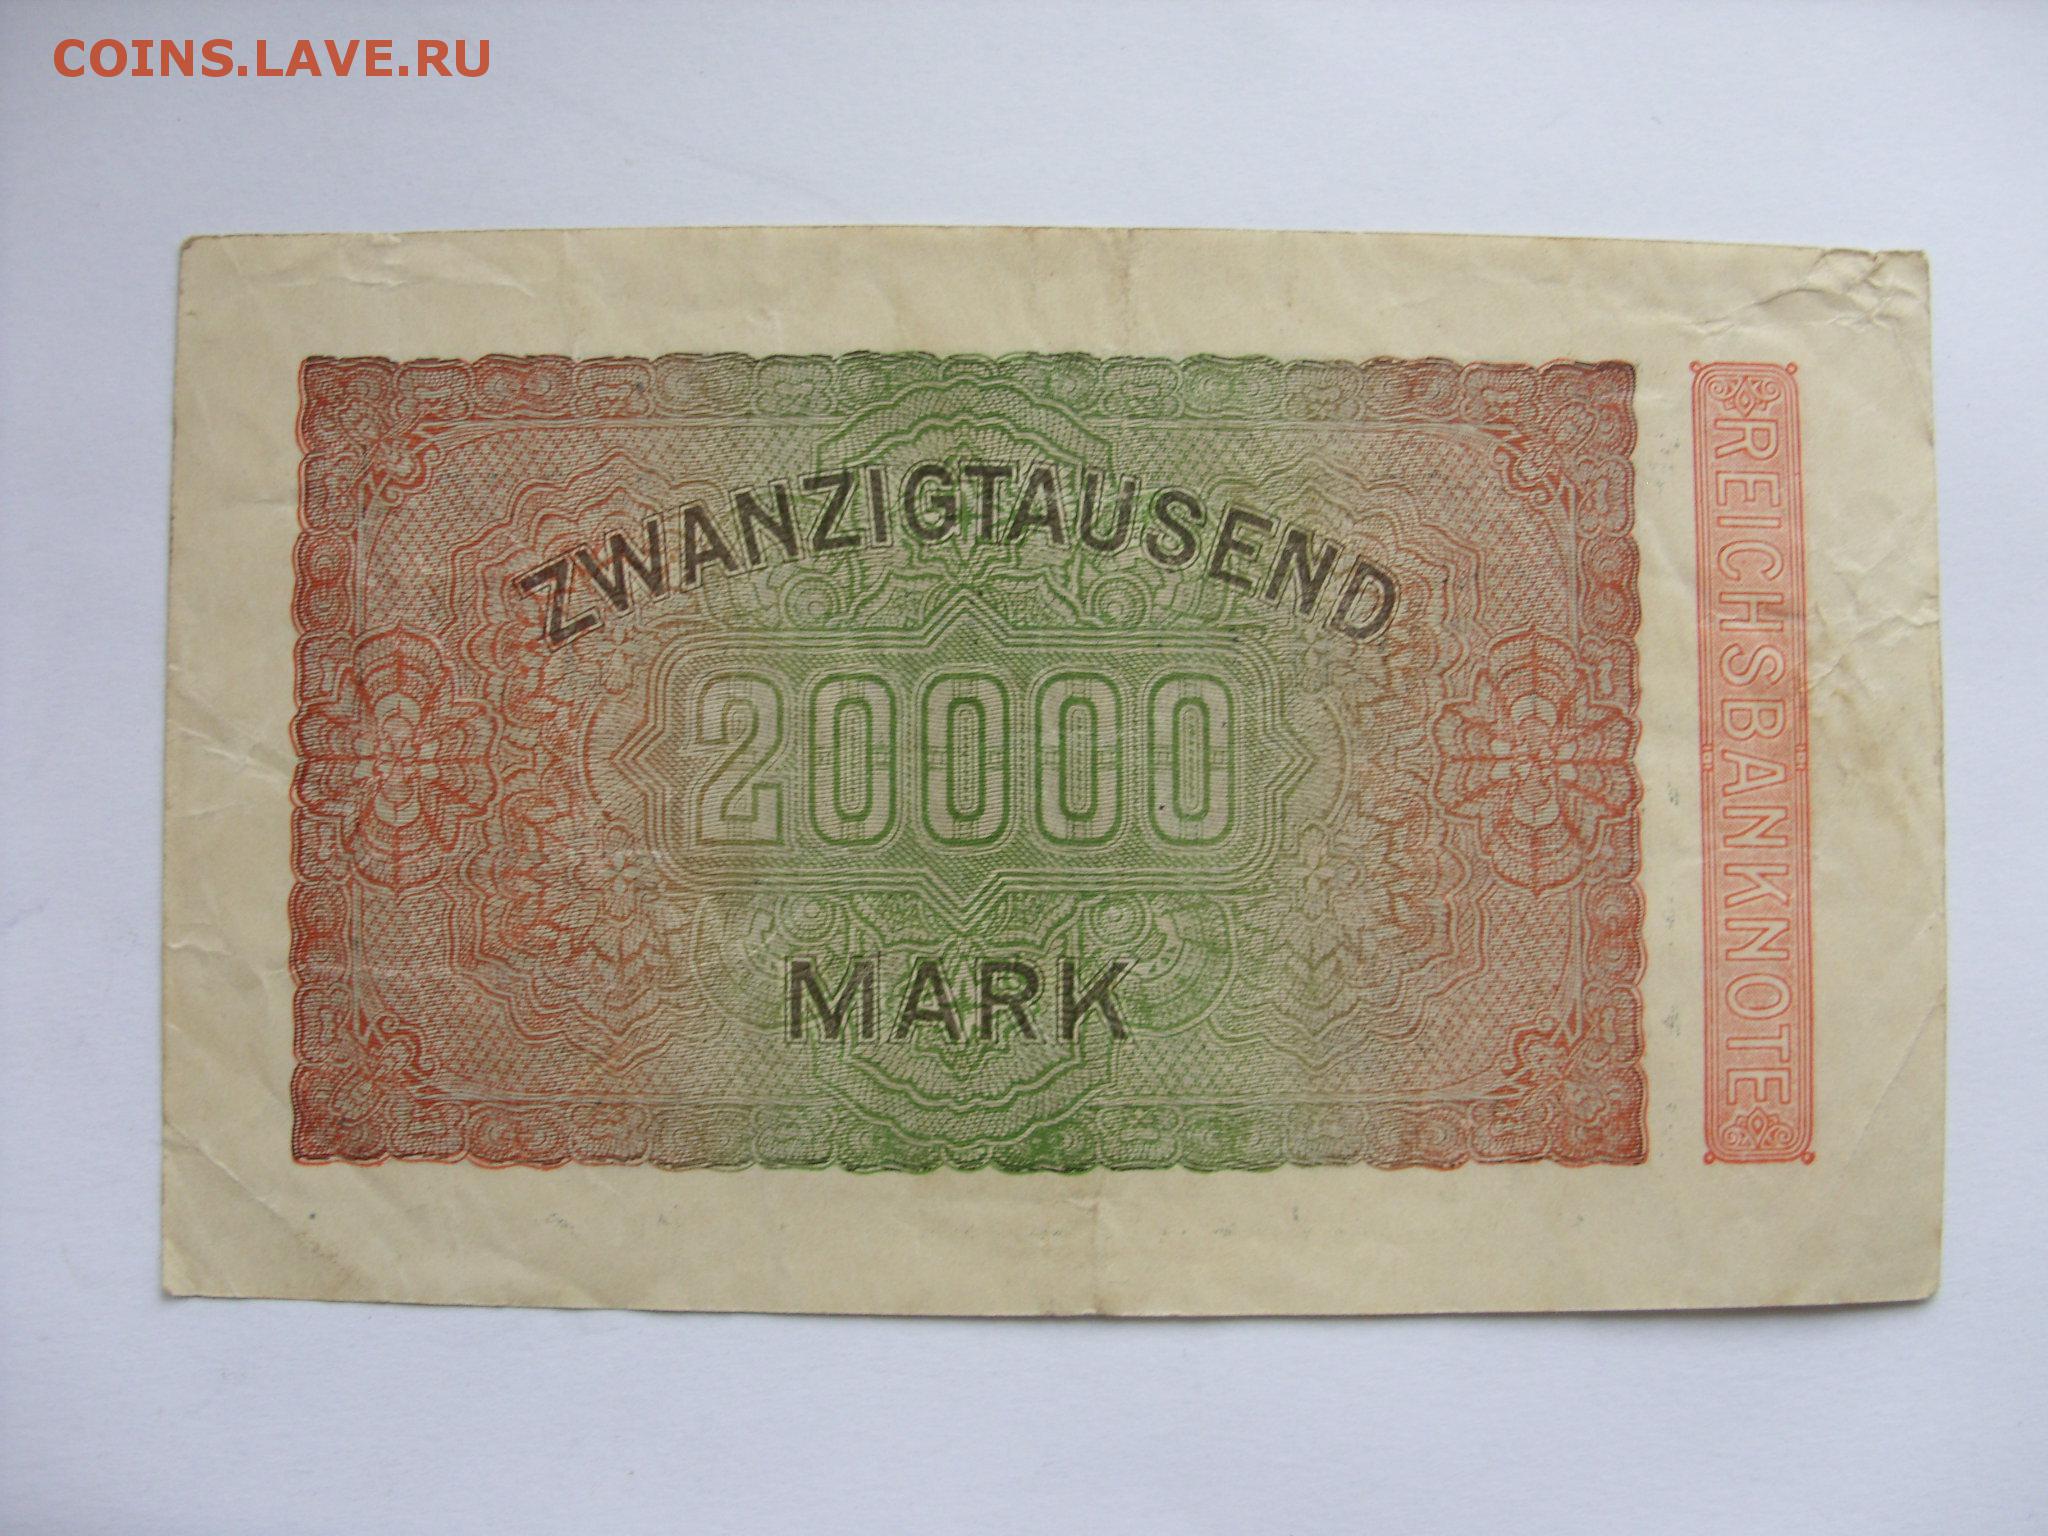 COINS.LAVE.RU
ZWANZIGTAUSEND
20000
MARK
REICHSBANKNOTE